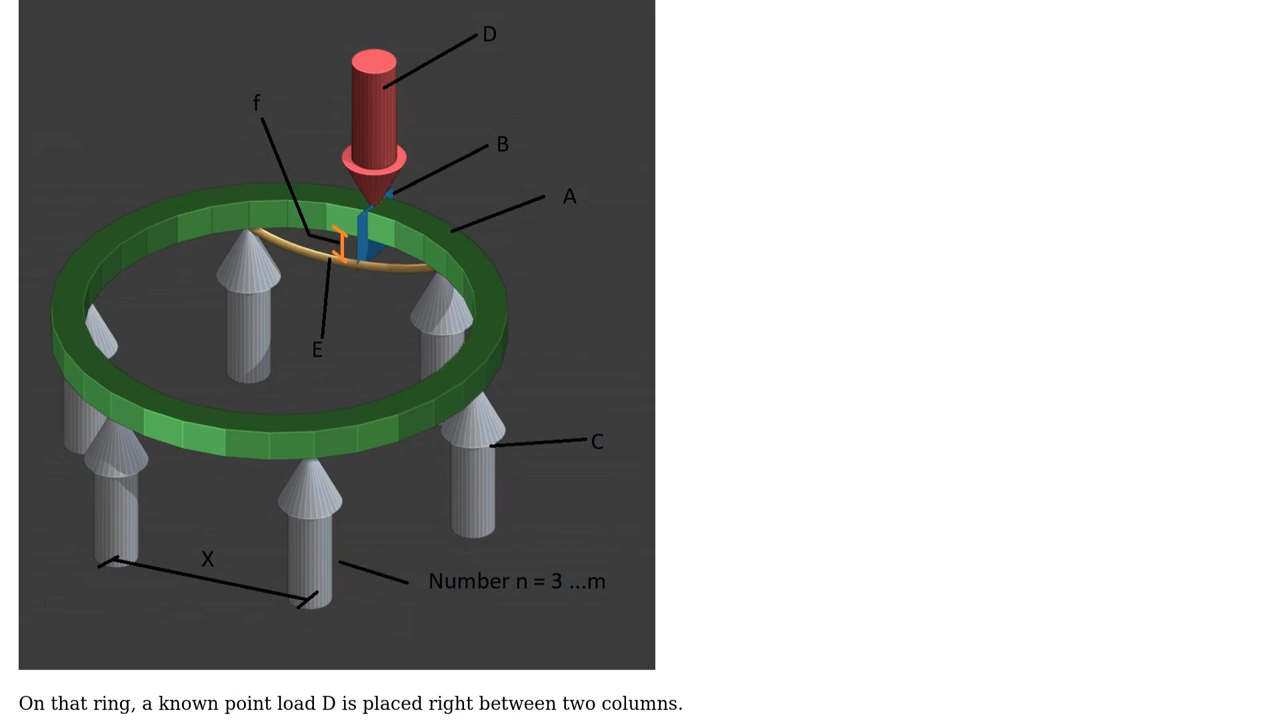 D
f
B
A
E
C
X
Number n = 3 ...m
On that ring, a known point load D is placed right between two columns.